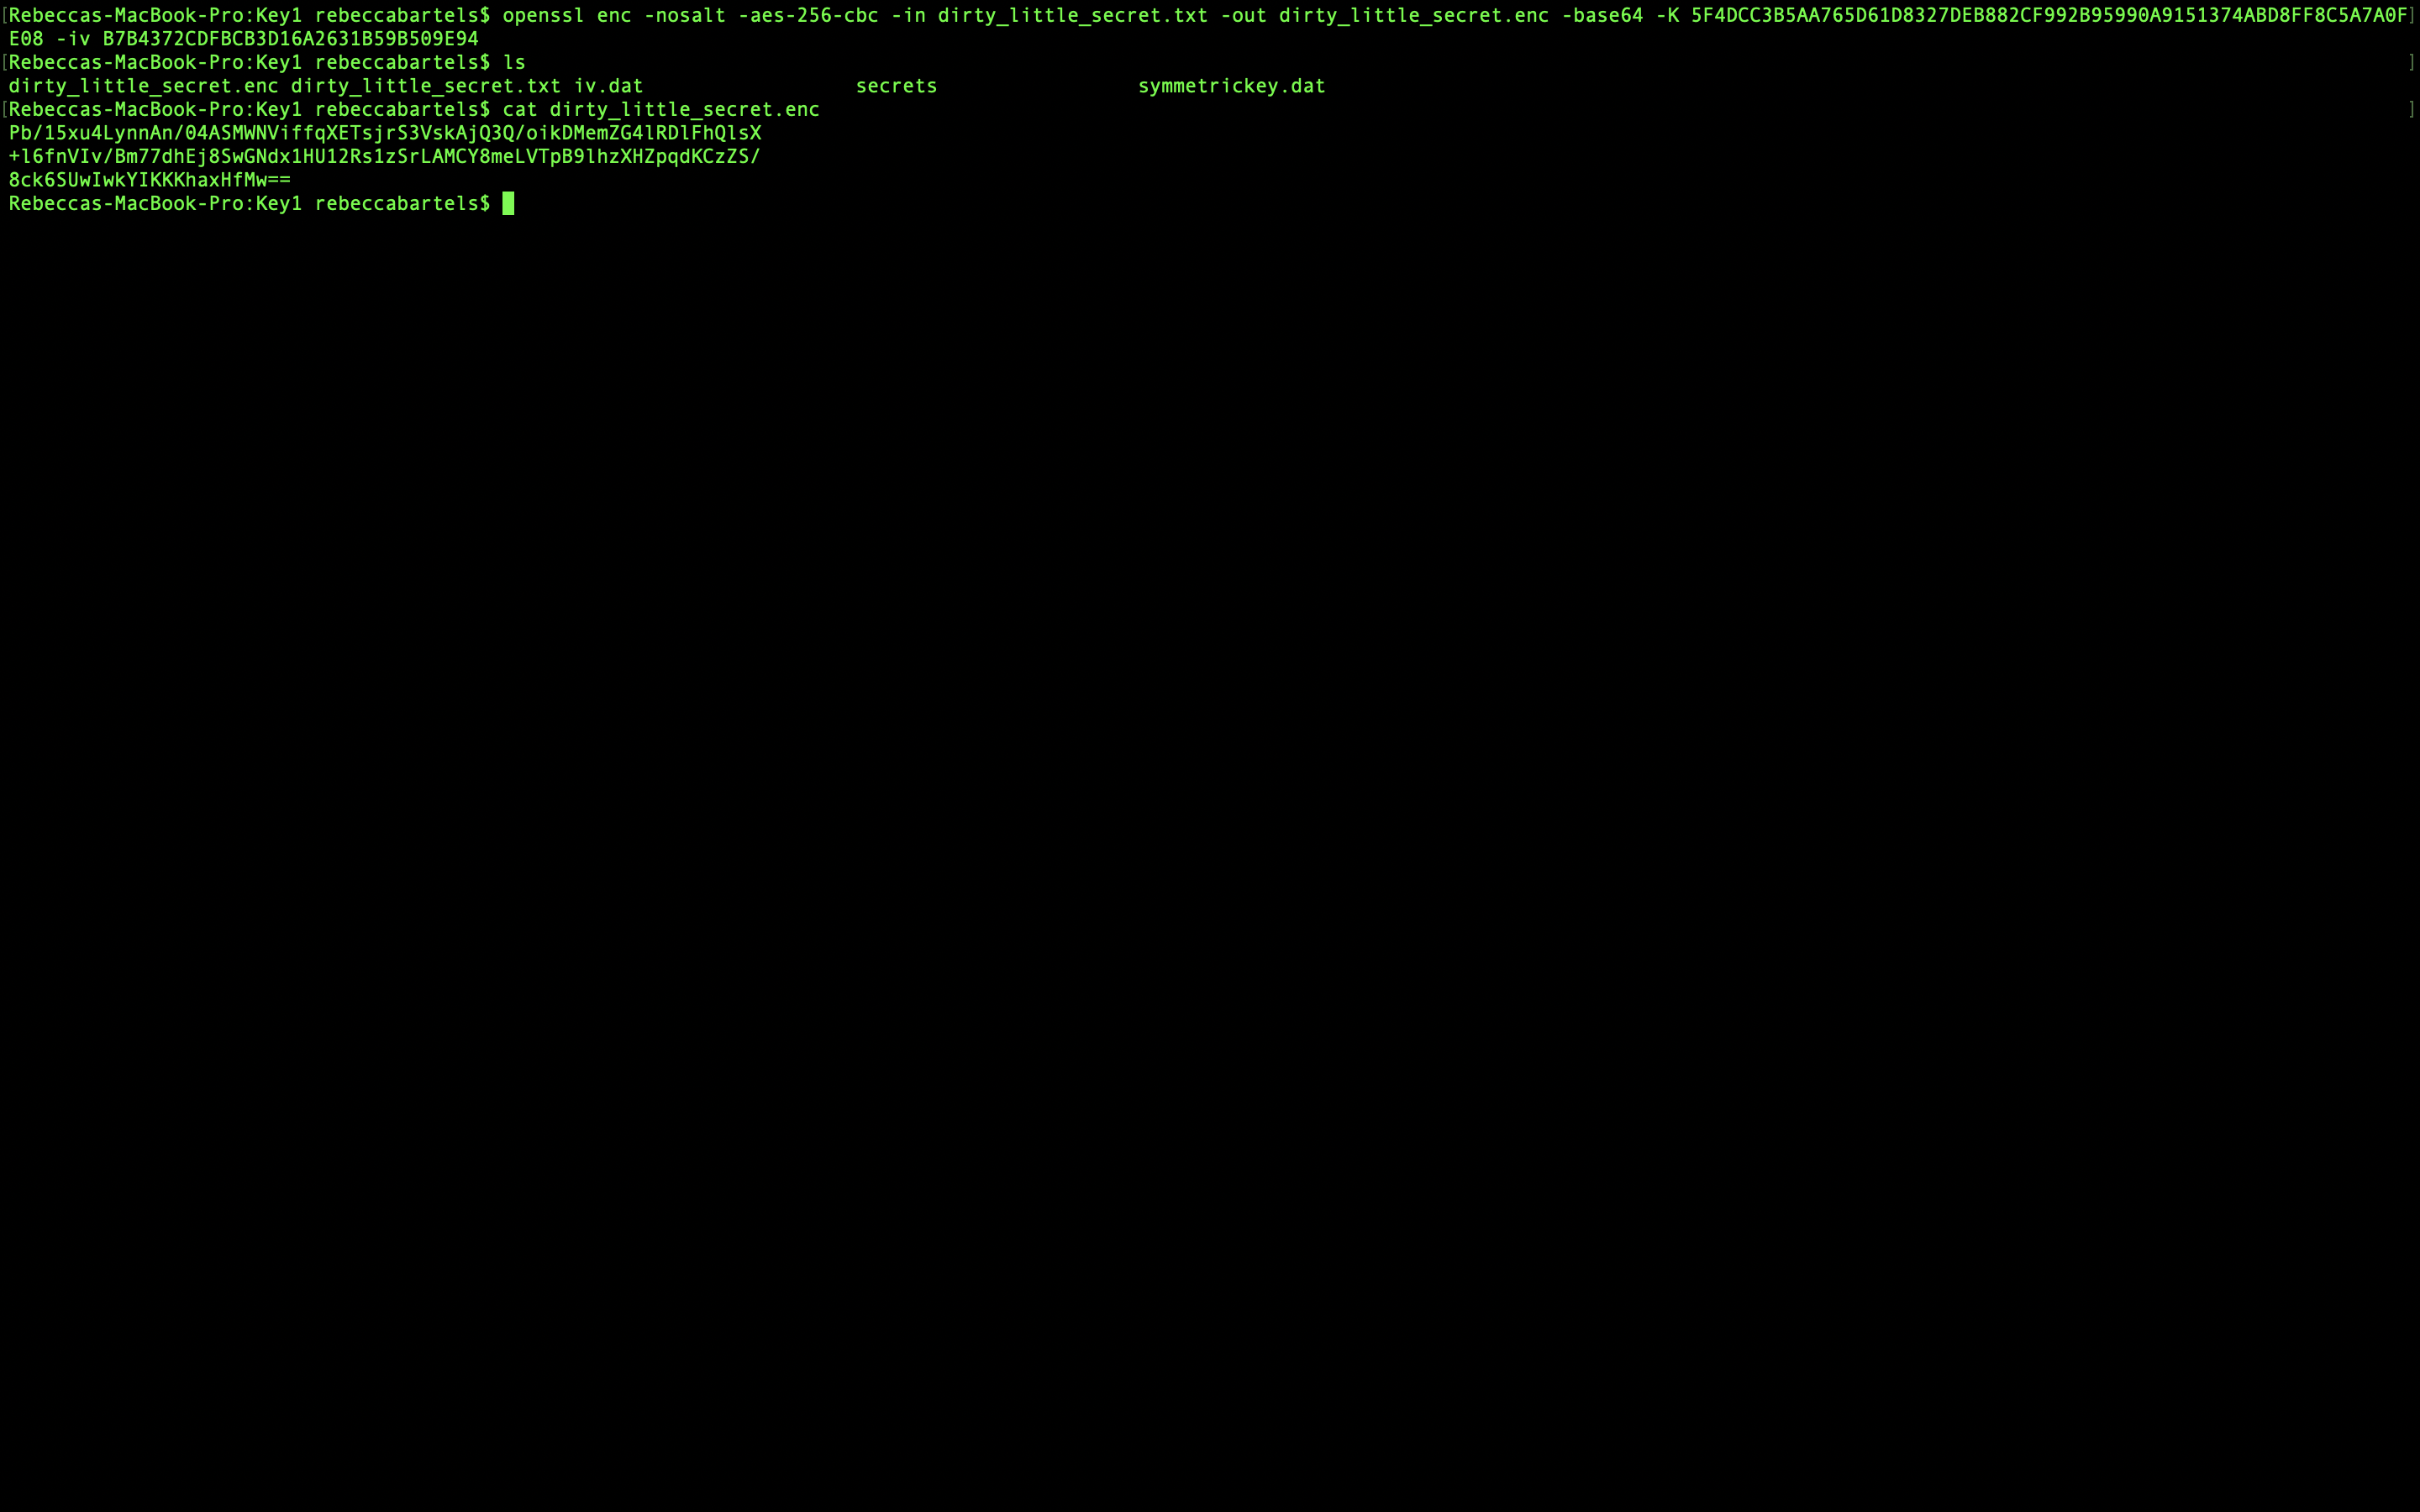 [Rebeccas-MacBook-Pro:Key1 rebeccabartels$ openssl enc -nosalt -aes-256-cbc -in dirty_little_secret.txt -out dirty_little_secret.enc -base64 -K 5F4DCC3B5AA765D61D8327DEB882CF992B95990A9151374ABD8FF8C5A7A0F]
E08 -iv B7B4372CDFBCB3D16A2631B59B509E94
[Rebeccas-MacBook-Pro:Key1 rebeccabartels$ ls ]
dirty_little_secret.enc dirty_little_secret.txt iv.dat secrets symmetrickey.dat
[Rebeccas-MacBook-Pro:Key1 rebeccabartels$ cat dirty_little_secret.enc ]
Pb/15xu4LynnAn/04ASMWNViffqXETsjrS3VskAjQ3Q/oikDMemZG4lRDlFhQlsX
+l6fnVIv/Bm77dhEj8SwGNdx1HU12Rs1zSrLAMCY8meLVTpB9lhzXHZpqdKCzZS/
8ck6SUwIwkYIKKKhaxHfMw==
Rebeccas-MacBook-Pro:Key1 rebeccabartels$